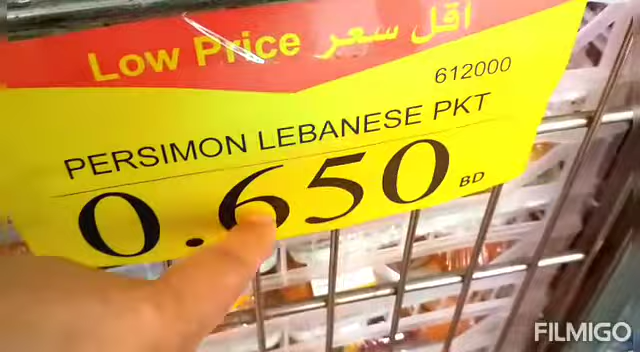 Low Price أقل سعر
612000
PERSIMON LEBANESE PKT
0.650 BD
FILMIGO